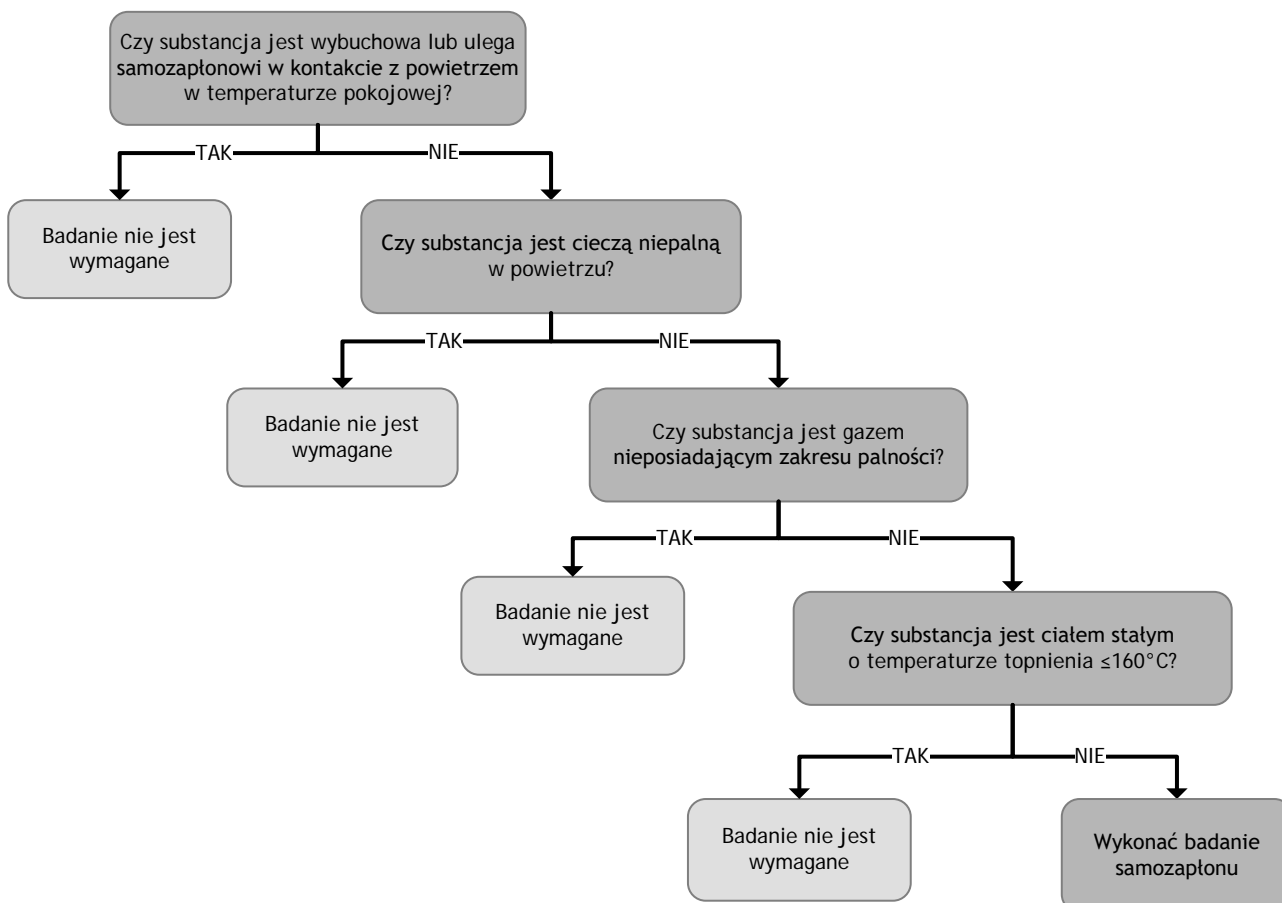 Czy substancja jest wybuchowa lub ulega
samozapłonowi w kontakcie z powietrzem
w temperaturze pokojowej?
TAK
NIE
Badanie nie jest
wymagane
Czy substancja jest cieczą niepalną
w powietrzu?
TAK
NIE
Badanie nie jest
wymagane
Czy substancja jest gazem
nieposiadającym zakresu palności?
TAK
NIE
Badanie nie jest
wymagane
Czy substancja jest ciałem stałym
o temperaturze topnienia ≤160°C?
TAK
NIE
Badanie nie jest
wymagane
Wykonać badanie
samozapłonu